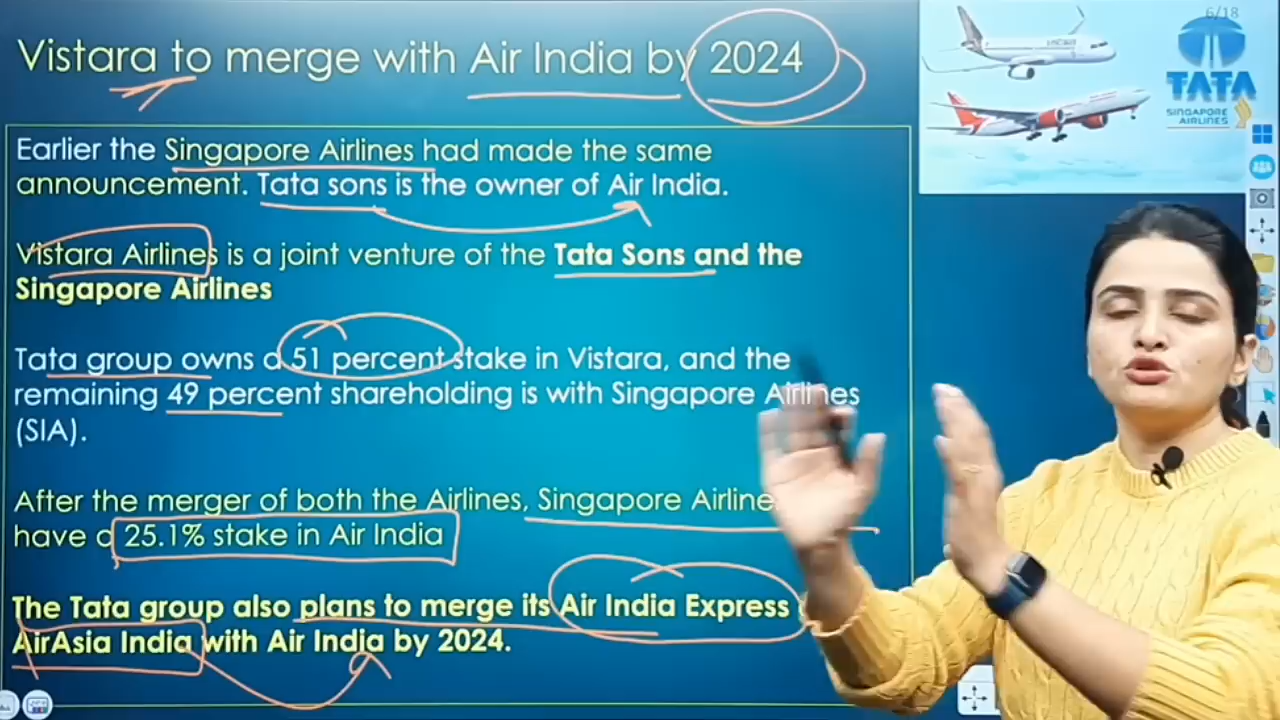 Vistara to merge with Air India by 2024
6/18
TATA
SINGAPORE
AIRLINES
Earlier the Singapore Airlines had made the same
announcement. Tata sons is the owner of Air India.
Vistara Airlines is a joint venture of the Tata Sons and the
Singapore Airlines
Tata group owns a 51 percent stake in Vistara, and the
remaining 49 percent shareholding is with Singapore Airlines
(SIA).
After the merger of both the Airlines, Singapore
have a 25.1% stake in Air India
The Tata group also plans to merge its Air India Express
AirAsia India with Air India by 2024.